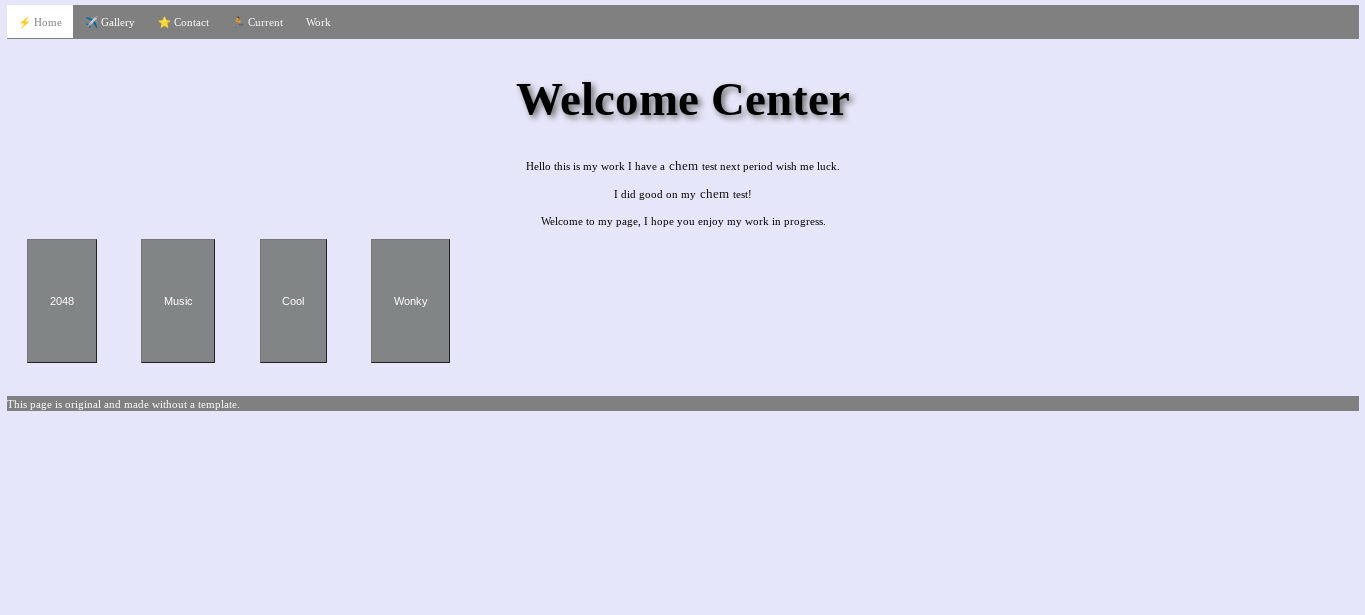 ⚡ Home ✈️ Gallery ⭐ Contact 🏃 Current Work
Welcome Center
Hello this is my work I have a chem test next period wish me luck.
I did good on my chem test!
Welcome to my page, I hope you enjoy my work in progress.
2048 Music Cool Wonky
This page is original and made without a template.